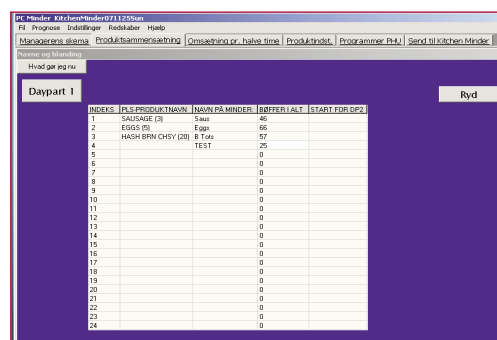 PC Minder KitchenMinder071125Sun
Fil Prognose Indstillinger Redskaber Hjælp
Managerens skema Produktsammensætning Omsætning pr. halve time Produktindst. Programmer PHU Send til Kitchen Minder
Navne og blanding
Hvad gør jeg nu
Daypart 1
Ryd
INDEKS PLS-PRODUKTNAVN NAVN PÅ MINDER: BØFFER I ALT START FOR DP2
1 SAUSAGE (3) Saus 46
2 EGGS (5) Eggs 66
3 HASH BRN CHSY (20) B Tots 57
4 TEST 25
5 0
6 0
7 0
8 0
9 0
10 0
11 0
12 0
13 0
14 0
15 0
16 0
17 0
18 0
19 0
20 0
21 0
22 0
23 0
24 0